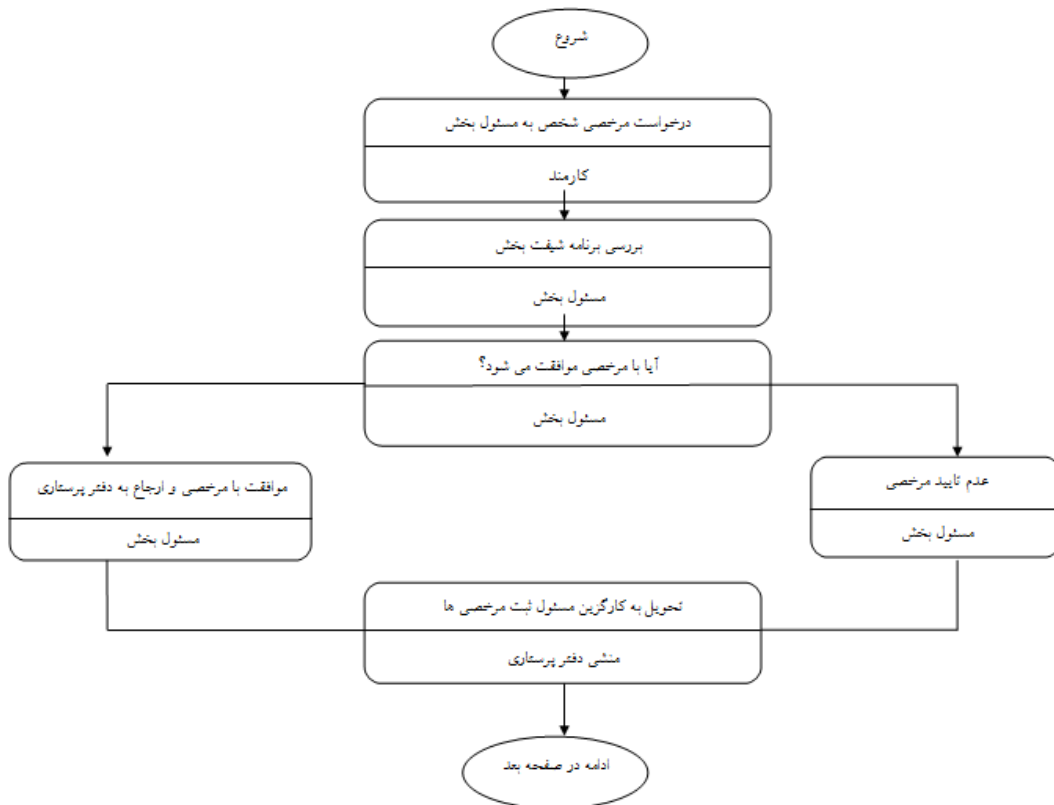 شروع
درخواست مرخصی شخص به مسئول بخش
کارمند
بررسی برنامه شیفت بخش
مسئول بخش
آیا با مرخصی موافقت می شود؟
مسئول بخش
عدم تایید مرخصی
مسئول بخش
موافقت با مرخصی و ارجاع به دفتر پرستاری
مسئول بخش
تحویل به کارگزین مسئول ثبت مرخصی ها
منشی دفتر پرستاری
ادامه در صفحه بعد